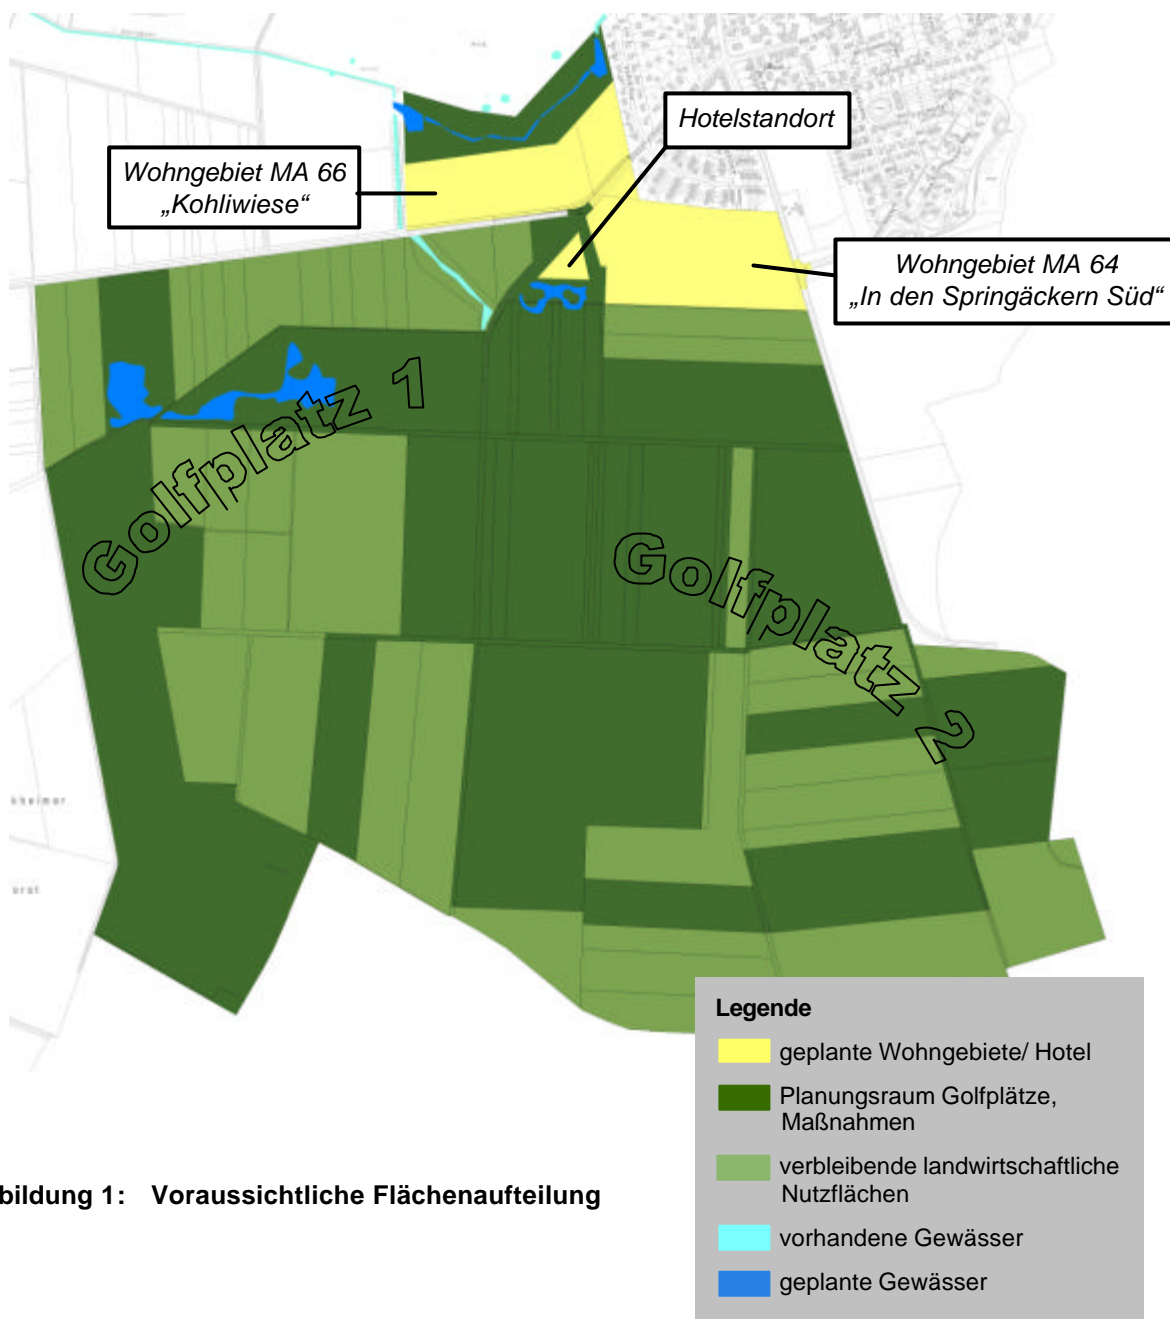 Hotelstandort
Wohngebiet MA 66
„Kohliwiese“
Wohngebiet MA 64
„In den Springäckern Süd“
Golfplatz 1
Golfplatz 2
Legende
geplante Wohngebiete/ Hotel
Planungsraum Golfplätze,
Maßnahmen
verbleibende landwirtschaftliche
Nutzflächen
vorhandene Gewässer
geplante Gewässer
bildung 1: Voraussichtliche Flächenaufteilung